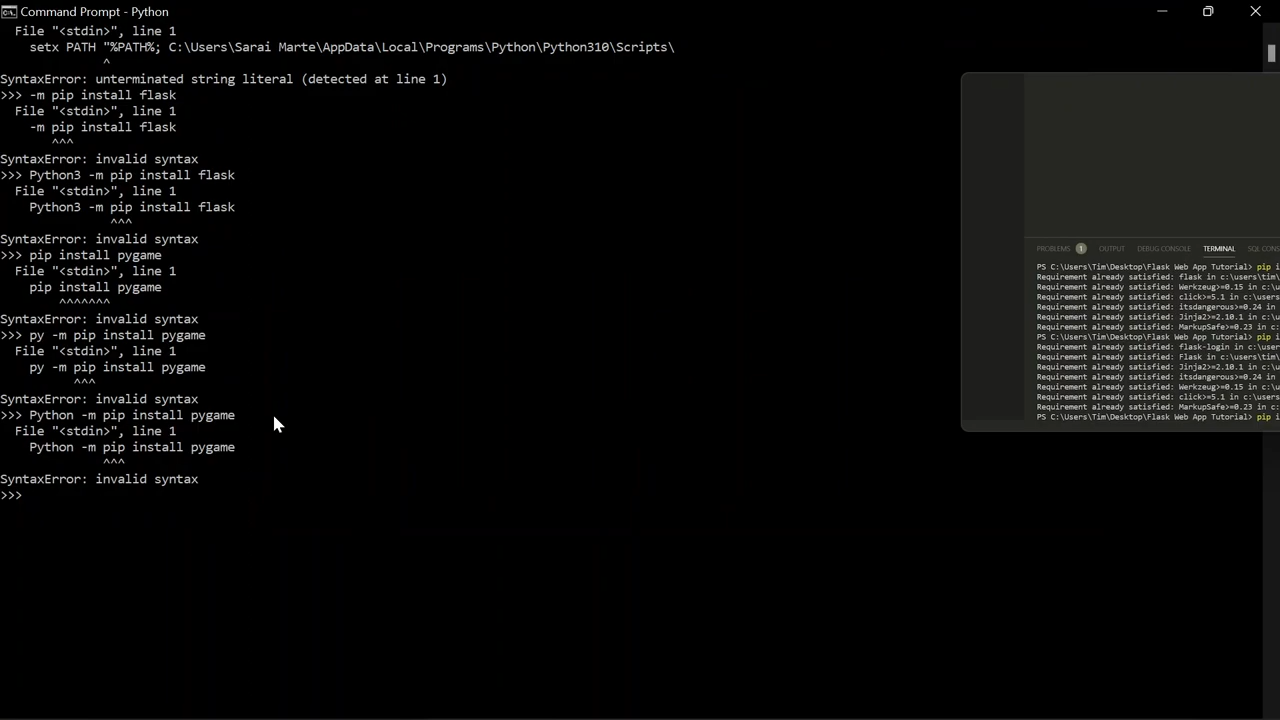 Command Prompt - Python
File "<stdin>", line 1
setx PATH "%PATH%; C:\Users\Sarai Marte\AppData\Local\Programs\Python\Python310\Scripts\
^
SyntaxError: unterminated string literal (detected at line 1)
>>> -m pip install flask
File "<stdin>", line 1
-m pip install flask
^^^
SyntaxError: invalid syntax
>>> Python3 -m pip install flask
File "<stdin>", line 1
Python3 -m pip install flask
^^^
SyntaxError: invalid syntax
>>> pip install pygame
File "<stdin>", line 1
pip install pygame
^^^^^^^
SyntaxError: invalid syntax
>>> py -m pip install pygame
File "<stdin>", line 1
py -m pip install pygame
^^^
SyntaxError: invalid syntax
>>> Python -m pip install pygame
File "<stdin>", line 1
Python -m pip install pygame
^^^
SyntaxError: invalid syntax
>>>
PROBLEMS 1 OUTPUT DEBUG CONSOLE TERMINAL SQL CONS
PS C:\Users\Tim\Desktop\Flask Web App Tutorial> pip i
Requirement already satisfied: flask in c:\users\tim\
Requirement already satisfied: Werkzeug>=0.15 in c:\u
Requirement already satisfied: click>=5.1 in c:\users
Requirement already satisfied: itsdangerous>=0.24 in
Requirement already satisfied: Jinja2>=2.10.1 in c:\u
Requirement already satisfied: MarkupSafe>=0.23 in c:
PS C:\Users\Tim\Desktop\Flask Web App Tutorial> pip i
Requirement already satisfied: flask-login in c:\user
Requirement already satisfied: Flask in c:\users\tim\
Requirement already satisfied: Jinja2>=2.10.1 in c:\u
Requirement already satisfied: itsdangerous>=0.24 in
Requirement already satisfied: Werkzeug>=0.15 in c:\u
Requirement already satisfied: click>=5.1 in c:\users
Requirement already satisfied: MarkupSafe>=0.23 in c:
PS C:\Users\Tim\Desktop\Flask Web App Tutorial> pip i